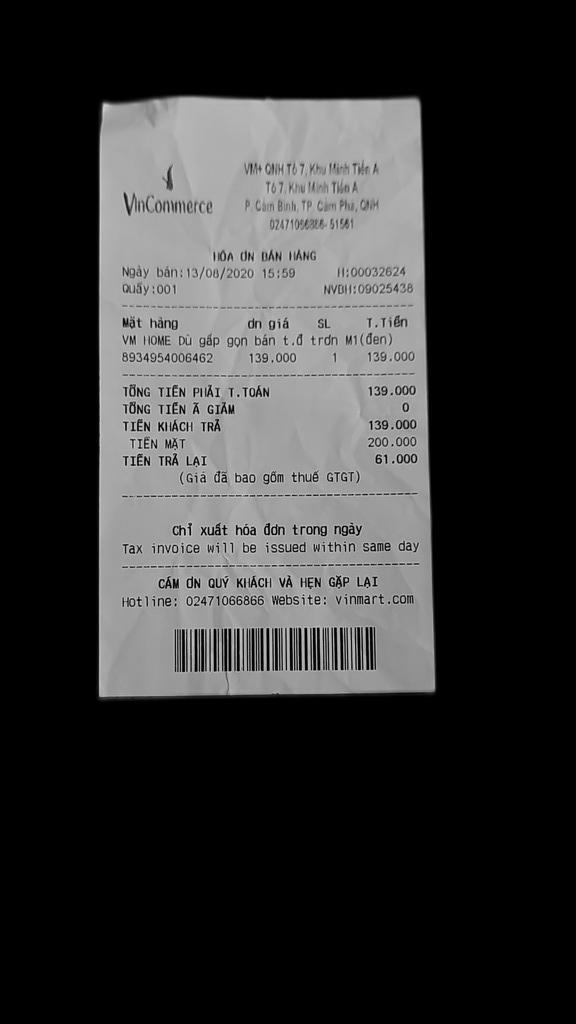 VinCommerce
VM+ QNH Tổ 7, Khu Minh Tiến A
Tổ 7, Khu Minh Tiến A
P. Cẩm Bình, TP. Cẩm Phả, QNH
02471066866-51561
HÓA ƠN BÁN HÀNG
Ngày bán:13/08/2020 15:59 H:00032624
Quầy:001 NVBH:09025438
Mặt hàng ơn giá SL T.Tiền
VM HOME Dù gấp gọn bán t.đ trơn M1(đen)
8934954006462 139.000 1 139.000
TỔNG TIỀN PHẢI T.TOÁN 139.000
TỔNG TIỀN Ã GIẢM 0
TIỀN KHÁCH TRẢ 139.000
TIỀN MẶT 200.000
TIỀN TRẢ LẠI 61.000
(Giá đã bao gồm thuế GTGT)
Chỉ xuất hóa đơn trong ngày
Tax invoice will be issued within same day
CẢM ƠN QUÝ KHÁCH VÀ HẸN GẶP LẠI
Hotline: 02471066866 Website: vinmart.com